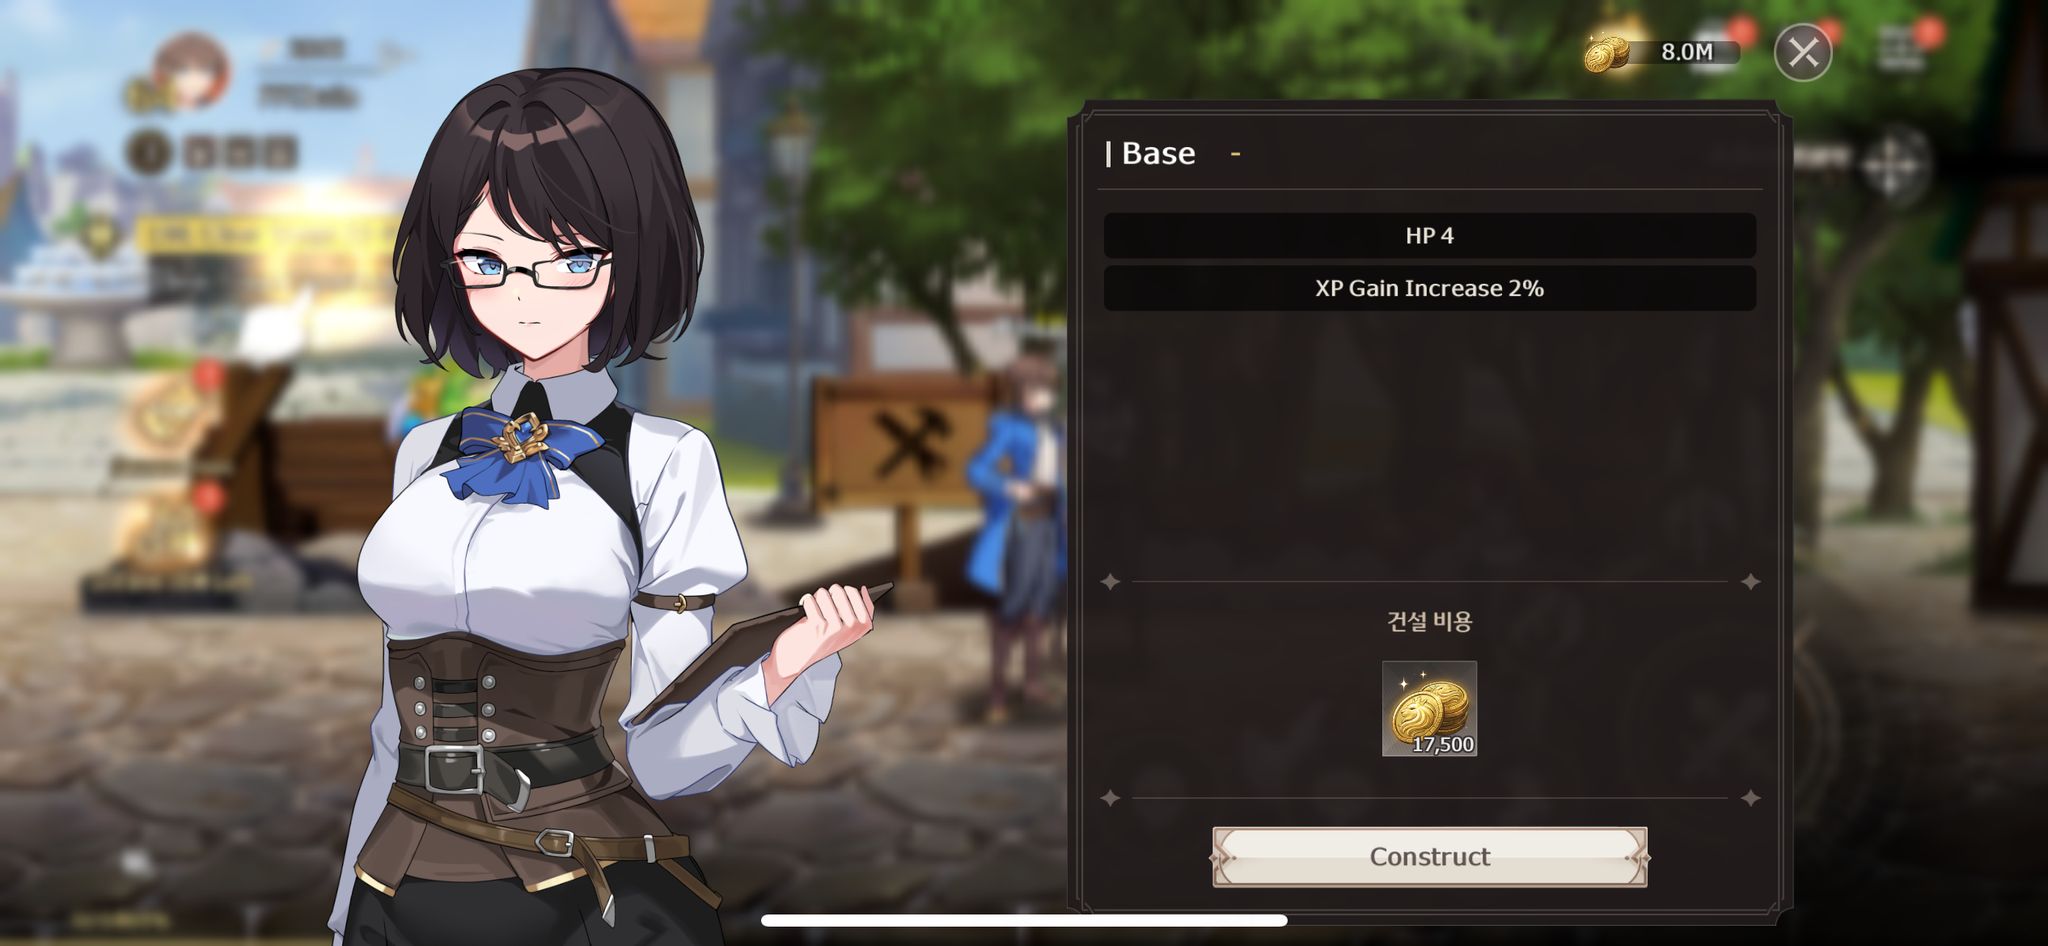 8.0M
Base -
HP 4
XP Gain Increase 2%
건설 비용
17,500
Construct